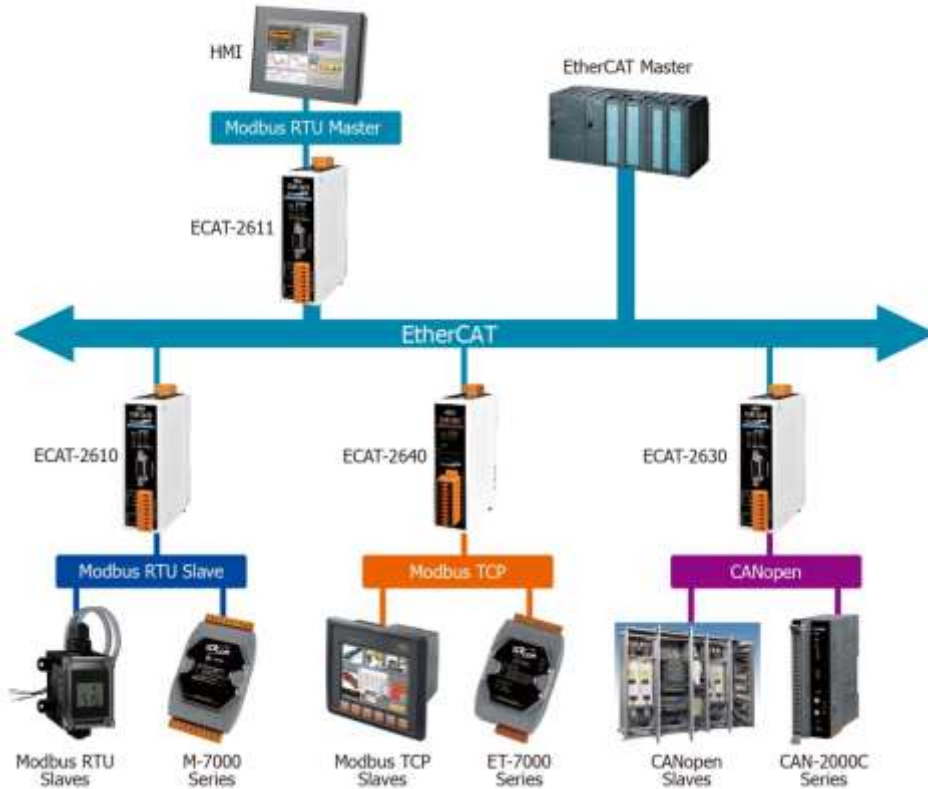 HMI
EtherCAT Master
Modbus RTU Master
ECAT-2611
EtherCAT
ECAT-2610
ECAT-2640
ECAT-2630
Modbus RTU Slave
Modbus TCP
CANopen
Modbus RTU
Slaves
M-7000
Series
Modbus TCP
Slaves
ET-7000
Series
CANopen
Slaves
CAN-2000C
Series